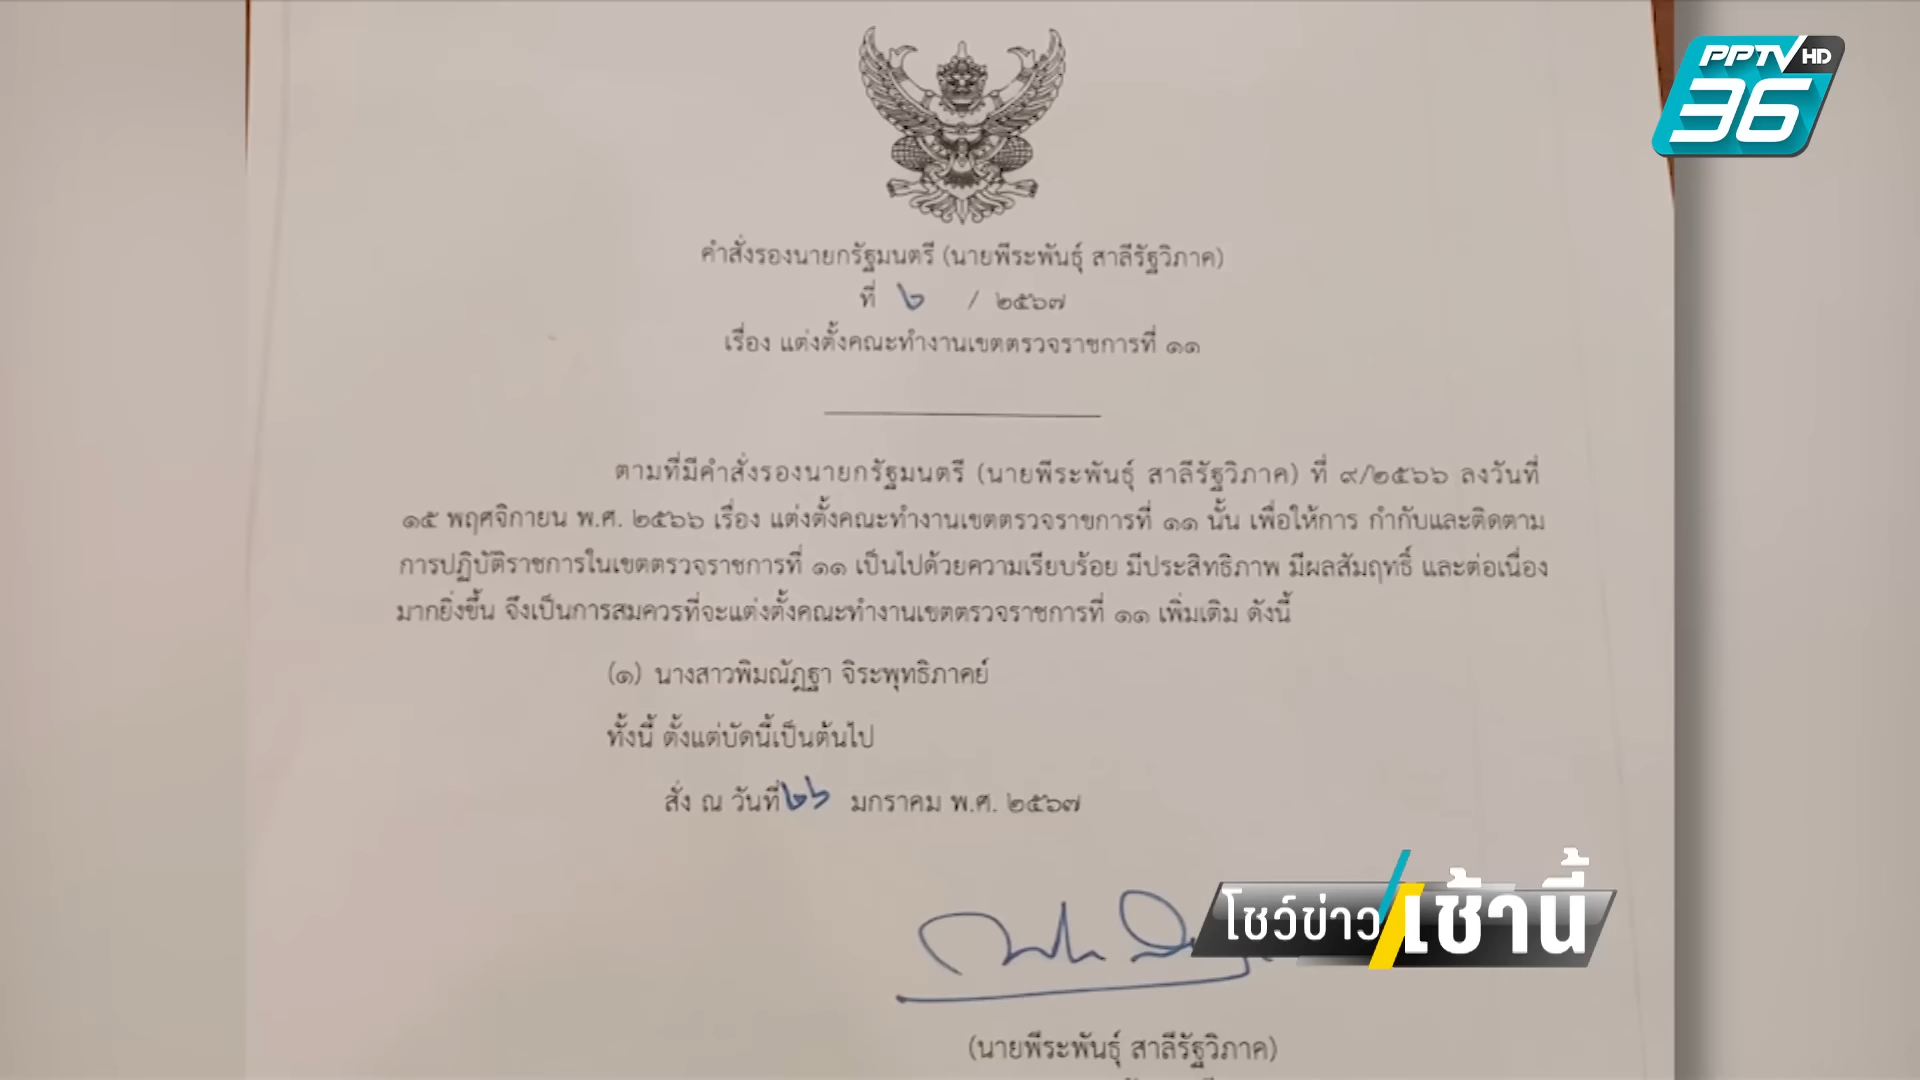 PPTV HD
36
คำสั่งรองนายกรัฐมนตรี (นายพีระพันธุ์ สาลีรัฐวิภาค)
ที่ ๒ / ๒๕๖๗
เรื่อง แต่งตั้งคณะทำงานเขตตรวจราชการที่ ๑๑
ตามที่มีคำสั่งรองนายกรัฐมนตรี (นายพีระพันธุ์ สาลีรัฐวิภาค) ที่ ๙/๒๕๖๖ ลงวันที่
๑๕ พฤศจิกายน พ.ศ. ๒๕๖๖ เรื่อง แต่งตั้งคณะทำงานเขตตรวจราชการที่ ๑๑ นั้น เพื่อให้การ กำกับและติดตาม
การปฏิบัติราชการในเขตตรวจราชการที่ ๑๑ เป็นไปด้วยความเรียบร้อย มีประสิทธิภาพ มีผลสัมฤทธิ์ และต่อเนื่อง
มากยิ่งขึ้น จึงเป็นการสมควรที่จะแต่งตั้งคณะทำงานเขตตรวจราชการที่ ๑๑ เพิ่มเติม ดังนี้
(๑) นางสาวพิมณัฏฐา จิระพุทธิภาคย์
ทั้งนี้ ตั้งแต่บัดนี้เป็นต้นไป
สั่ง ณ วันที่ ๒๖ มกราคม พ.ศ. ๒๕๖๗
โชว์ข่าวเช้านี้
(นายพีระพันธุ์ สาลีรัฐวิภาค)